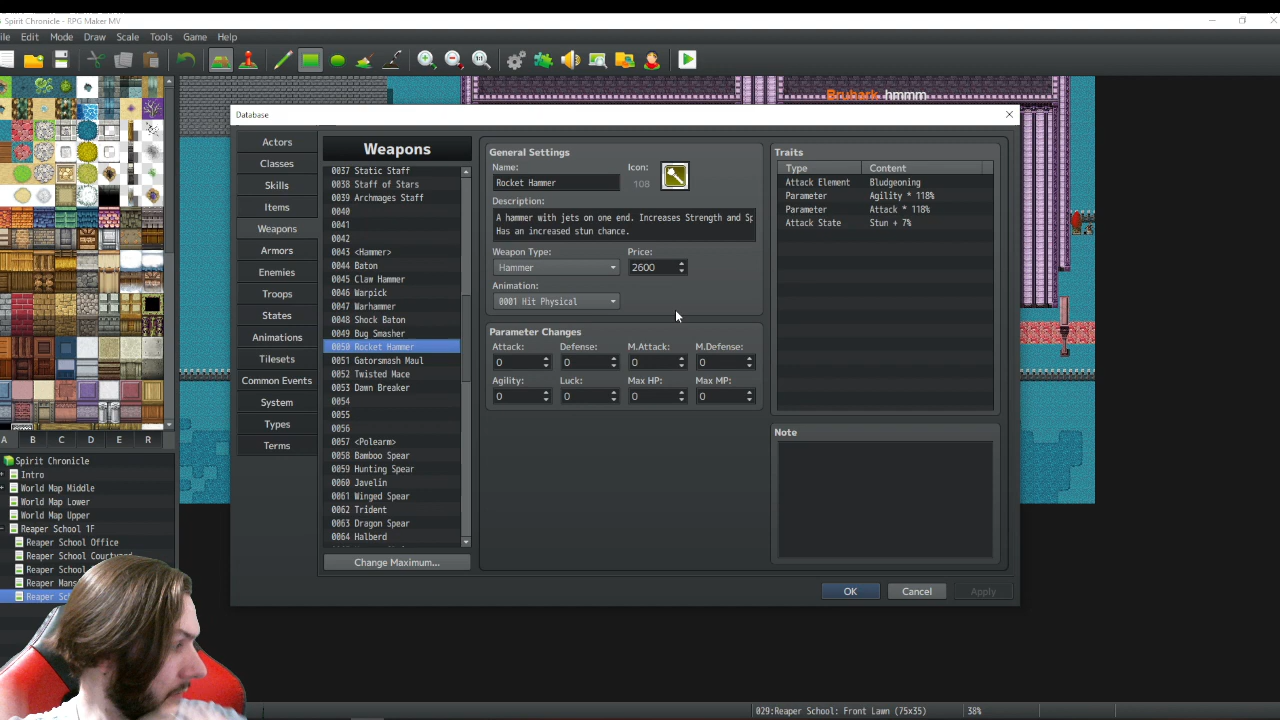 Spirit Chronicle - RPG Maker MV
Edit Mode Draw Scale Tools Game Help
Bruhark hmmm
Database
Actors
Classes
Skills
Items
Weapons
Armors
Enemies
Troops
States
Animations
Tilesets
Common Events
System
Types
Terms
Weapons
0037 Static Staff
0038 Staff of Stars
0039 Archmages Staff
0040
0041
0042
0043 <Hammer>
0044 Baton
0045 Claw Hammer
0046 Warpick
0047 Warhammer
0048 Shock Baton
0049 Bug Smasher
0050 Rocket Hammer
0051 Gatorsmash Maul
0052 Twisted Mace
0053 Dawn Breaker
0054
0055
0056
0057 <Polearm>
0058 Bamboo Spear
0059 Hunting Spear
0060 Javelin
0061 Winged Spear
0062 Trident
0063 Dragon Spear
0064 Halberd
Change Maximum...
General Settings
Name: Icon:
Rocket Hammer 108
Description:
A hammer with jets on one end. Increases Strength and Sp
Has an increased stun chance.
Weapon Type: Price:
Hammer 2600
Animation:
0001 Hit Physical
Parameter Changes
Attack: Defense: M.Attack: M.Defense:
0 0 0 0
Agility: Luck: Max HP: Max MP:
0 0 0 0
Traits
Type Content
Attack Element Bludgeoning
Parameter Agility * 118%
Parameter Attack * 118%
Attack State Stun + 7%
Note
OK Cancel Apply
A B C D E R
Spirit Chronicle
Intro
World Map Middle
World Map Lower
World Map Upper
Reaper School 1F
Reaper School Office
Reaper School
Reaper School
Reaper
Reaper
029:Reaper School: Front Lawn (75x35) 38%